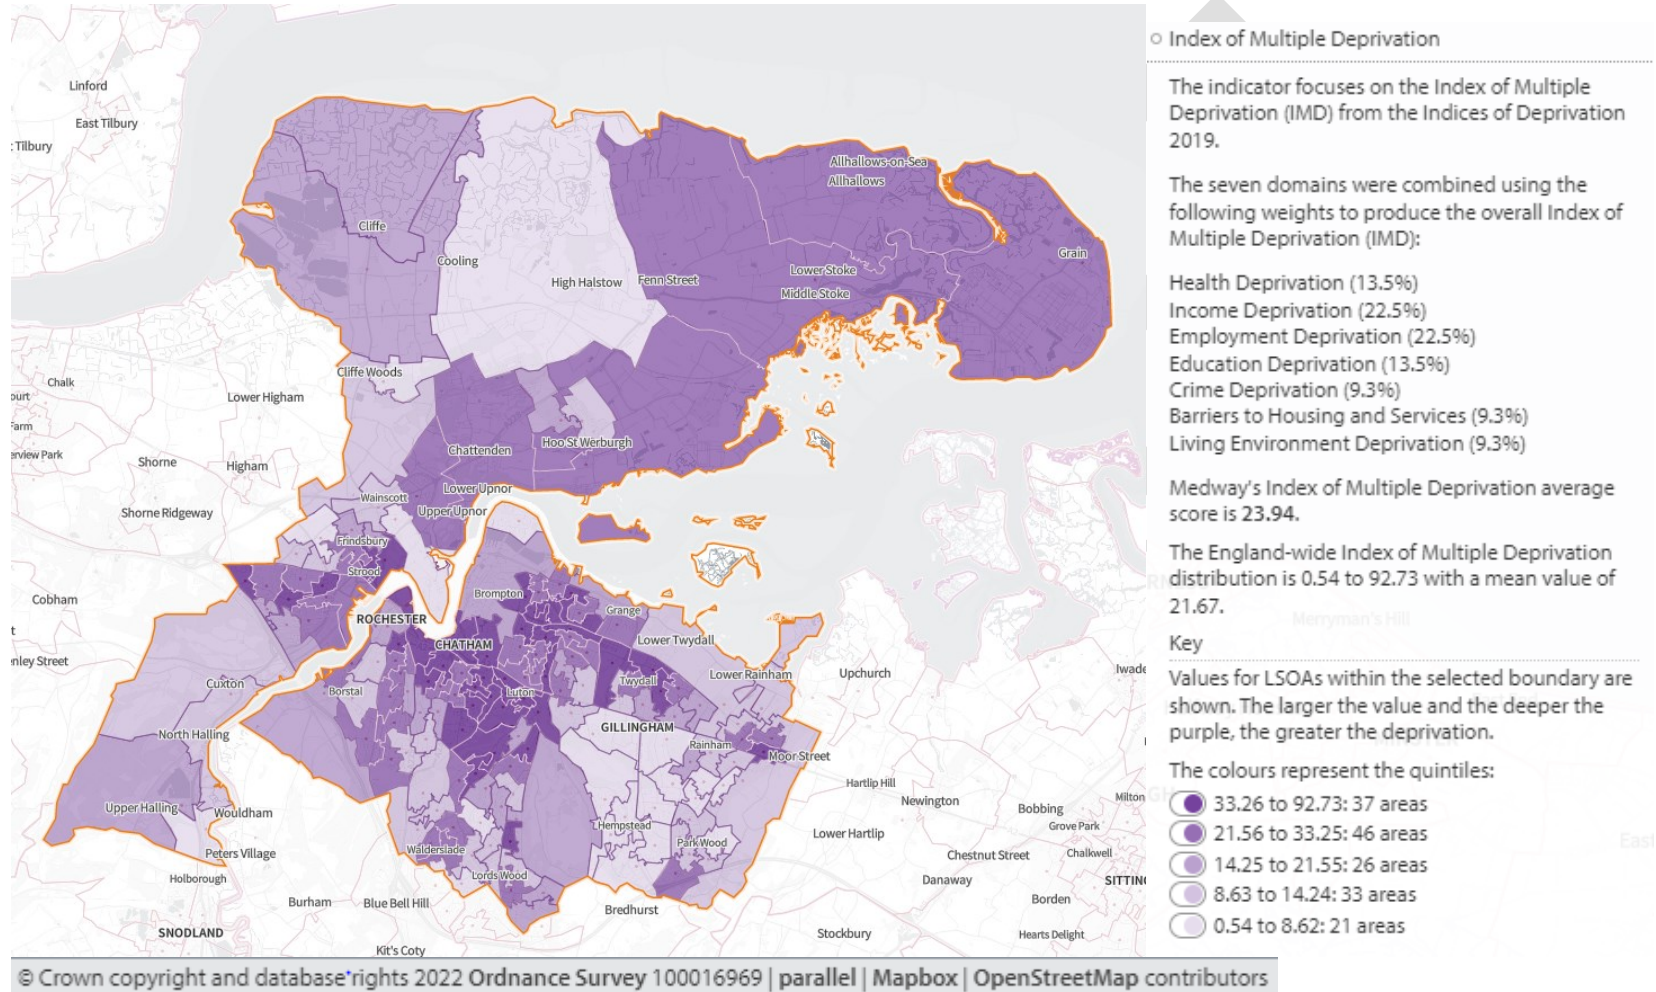 Linford
East Tilbury
Tilbury
Allhallows-on-Sea
Allhallows
Cliffe
Cooling
High Halstow
Fenn Street
Lower Stoke
Middle Stoke
Grain
Cliffe Woods
Chalk
Lower Higham
Chattenden
Hoo St Werburgh
erview Park
Shorne
Higham
Lower Upnor
Wainscott
Upper Upnor
Shorne Ridgeway
Frindsbury
Strood
Cobham
Brompton
Grange
ROCHESTER
CHATHAM
Lower Twydall
nley Street
Upchurch
Iwade
Lower Rainham
Twydall
Cuxton
Borstal
Luton
GILLINGHAM
North Halling
Rainham
Moor Street
Hartlip Hill
Newington
Milton
Bobbing
Upper Halling
Wouldham
Grove Park
Hempstead
Lower Hartlip
Park Wood
Peters Village
Walderslade
Chestnut Street
Chalkwell
Holborough
Lords Wood
Danaway
SITTING
Burham
Blue Bell Hill
Bredhurst
Borden
SNODLAND
Stockbury
Hearts Delight
Kit's Coty
Index of Multiple Deprivation
The indicator focuses on the Index of Multiple
Deprivation (IMD) from the Indices of Deprivation
2019.
The seven domains were combined using the
following weights to produce the overall Index of
Multiple Deprivation (IMD):
Health Deprivation (13.5%)
Income Deprivation (22.5%)
Employment Deprivation (22.5%)
Education Deprivation (13.5%)
Crime Deprivation (9.3%)
Barriers to Housing and Services (9.3%)
Living Environment Deprivation (9.3%)
Medway's Index of Multiple Deprivation average
score is 23.94.
The England-wide Index of Multiple Deprivation
distribution is 0.54 to 92.73 with a mean value of
21.67.
Merryman's Hill
Key
Values for LSOAs within the selected boundary are
shown. The larger the value and the deeper the
purple, the greater the deprivation.
The colours represent the quintiles:
33.26 to 92.73: 37 areas
21.56 to 33.25: 46 areas
14.25 to 21.55: 26 areas
8.63 to 14.24: 33 areas
0.54 to 8.62: 21 areas
© Crown copyright and database rights 2022 Ordnance Survey 100016969 | parallel | Mapbox | OpenStreetMap contributors